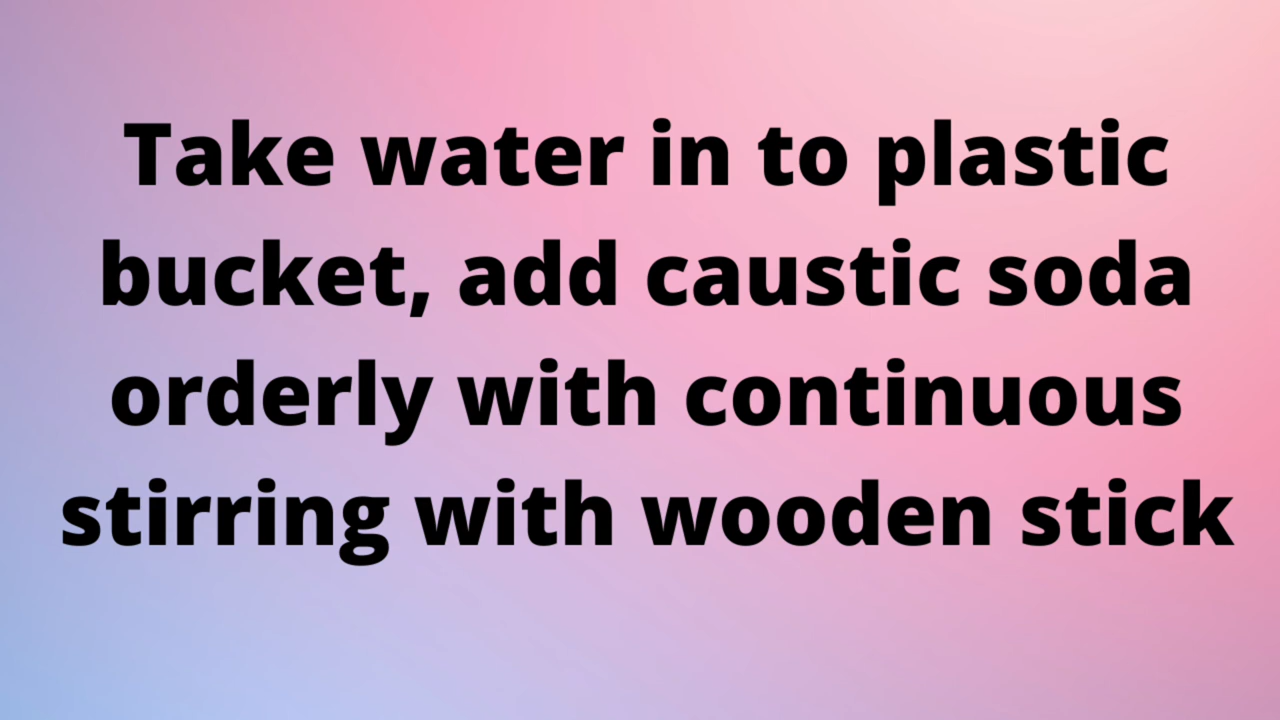 Take water in to plastic
bucket, add caustic soda
orderly with continuous
stirring with wooden stick